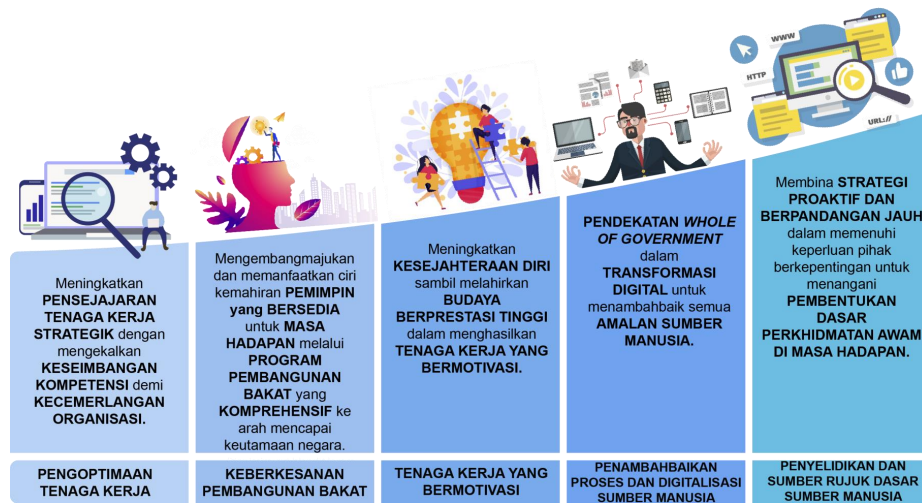 WWW
HTTP
URL://
Meningkatkan
PENSEJAJARAN
TENAGA KERJA
STRATEGIK dengan
mengekalkan
KESEIMBANGAN
KOMPETENSI demi
KECEMERLANGAN
ORGANISASI.
Mengembangmajukan
dan memanfaatkan ciri
kemahiran PEMIMPIN
yang BERSEDIA
untuk MASA
HADAPAN melalui
PROGRAM
PEMBANGUNAN
BAKAT yang
KOMPREHENSIF ke
arah mencapai
keutamaan negara.
Meningkatkan
KESEJAHTERAAN DIRI
sambil melahirkan
BUDAYA
BERPRESTASI TINGGI
dalam menghasilkan
TENAGA KERJA YANG
BERMOTIVASI.
PENDEKATAN WHOLE
OF GOVERNMENT
dalam
TRANSFORMASI
DIGITAL untuk
menambahbaik semua
AMALAN SUMBER
MANUSIA.
Membina STRATEGI
PROAKTIF DAN
BERPANDANGAN JAUH
dalam memenuhi
keperluan pihak
berkepentingan untuk
menangani
PEMBENTUKAN
DASAR
PERKHIDMATAN AWAM
DI MASA HADAPAN.
PENGOPTIMAAN
TENAGA KERJA
KEBERKESANAN
PEMBANGUNAN BAKAT
TENAGA KERJA YANG
BERMOTIVASI
PENAMBAHBAIKAN
PROSES DAN DIGITALISASI
SUMBER MANUSIA
PENYELIDIKAN DAN
SUMBER RUJUK DASAR
SUMBER MANUSIA